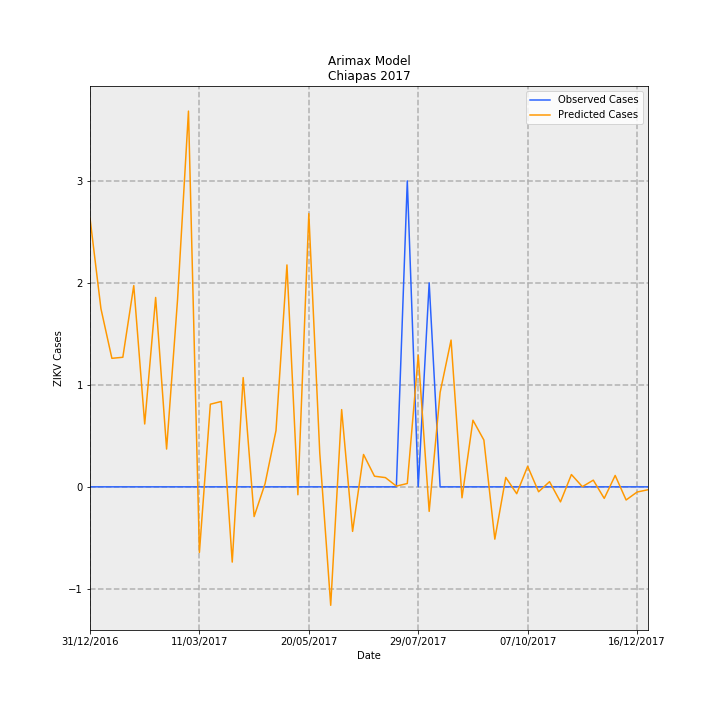 Arimax Model
Chiapas 2017
Observed Cases
Predicted Cases
ZIKV Cases
3
2
1
0
−1
31/12/2016
11/03/2017
20/05/2017
29/07/2017
07/10/2017
16/12/2017
Date